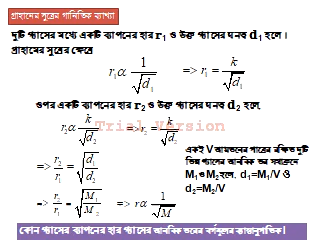 গ্রাহামের সুত্রের গানিতিক ব্যাখ্যা
দুটি গ্যাসের মধ্যে একটি ব্যাপনের হার r₁ ও উক্ত গ্যাসের ঘনত্ব d₁ হলে।
গ্রাহামের সুত্রের ক্ষেত্রে
r₁ α 1/√d₁ => r₁ = k/√d₁
ওপর একটি ব্যাপনের হার r₂ ও উক্ত গ্যাসের ঘনত্ব d₂ হলে,
r₂ α k/√d₂ => r₂ = k/√d₂
Trial Version
=> r₂/r₁ = √(d₁/d₂)
একই V আয়তনের পাত্রে রক্ষিত দুটি
ভিন্ন গ্যাসের আনবিক ভর যথাক্রমে
M₁ ও M₂ হলে. d₁=M₁/V ও
d₂=M₂/V
=> r₂/r₁ = √(M₁/M₂) => r α 1/√M
কোন গ্যাসের ব্যাপনের হার গ্যাসের আনবিক ভরের বর্গমুলের ব্যাস্তানুপাতিক।